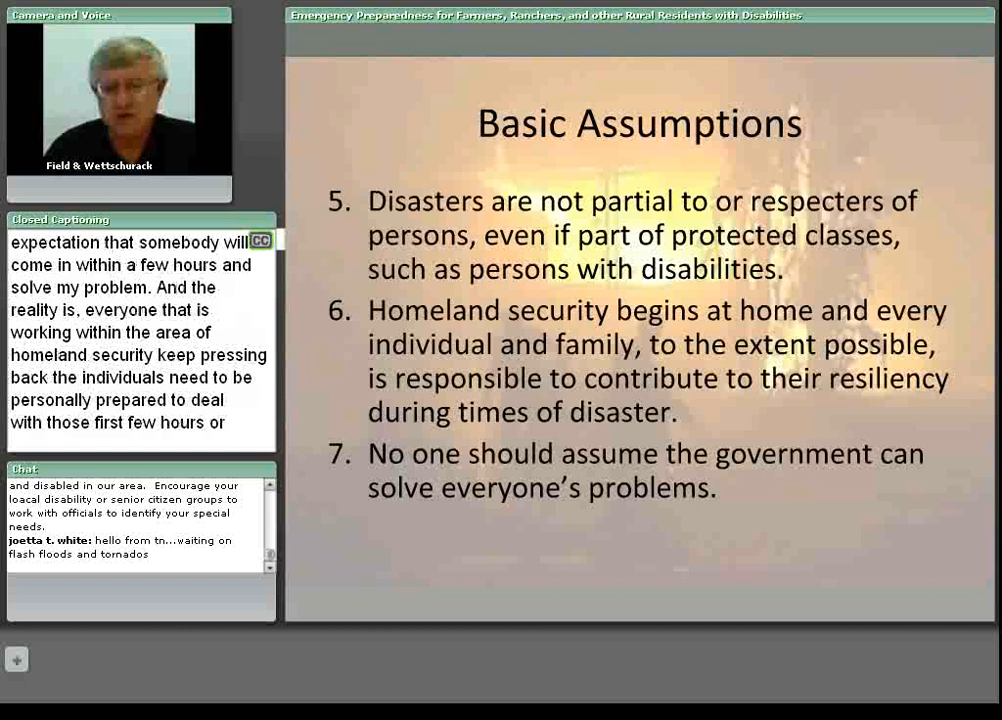 Camera and Voice
Field & Wettschurack
Closed Captioning
expectation that somebody will
CC
come in within a few hours and
solve my problem. And the
reality is, everyone that is
working within the area of
homeland security keep pressing
back the individuals need to be
personally prepared to deal
with those first few hours or
Chat
and disabled in our area. Encourage your
loacal disability or senior citizen groups to
work with officials to identify your special
needs.
joetta t. white: hello from tn...waiting on
flash floods and tornados
Emergency Preparedness for Farmers, Ranchers, and other Rural Residents with Disabilities
Basic Assumptions
5. Disasters are not partial to or respecters of
persons, even if part of protected classes,
such as persons with disabilities.
6. Homeland security begins at home and every
individual and family, to the extent possible,
is responsible to contribute to their resiliency
during times of disaster.
7. No one should assume the government can
solve everyone's problems.